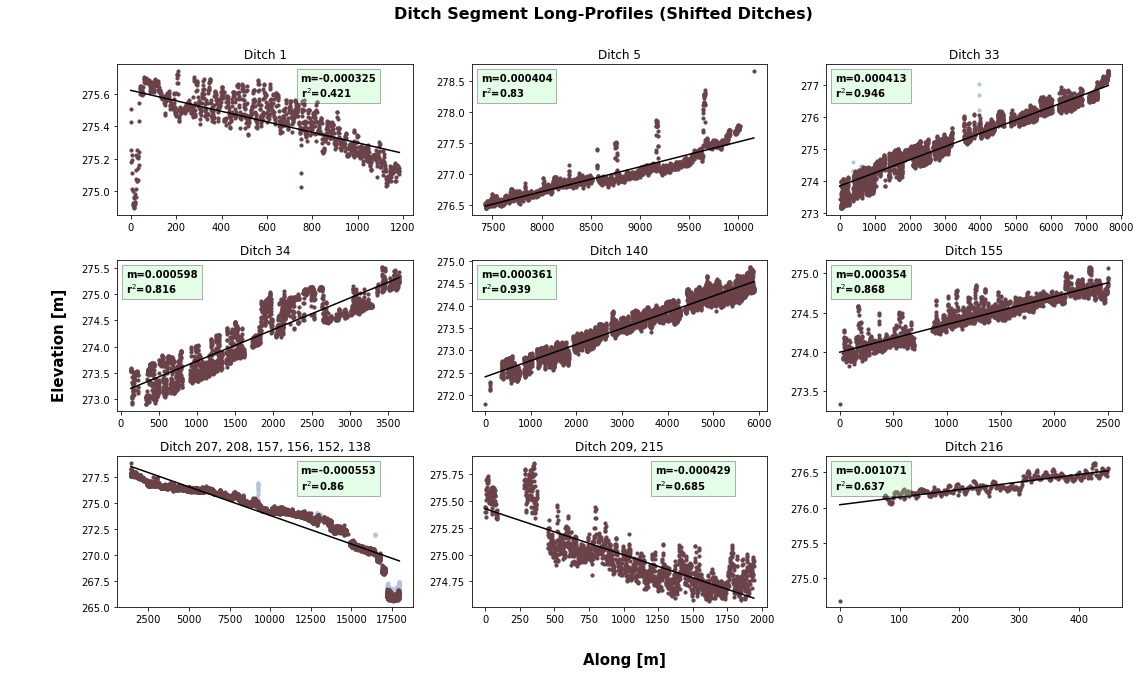 Ditch Segment Long-Profiles (Shifted Ditches)
Ditch 1
m=-0.000325
r²=0.421
275.6
275.4
275.2
275.0
0 200 400 600 800 1000 1200
Ditch 5
m=0.000404
r²=0.83
278.5
278.0
277.5
277.0
276.5
7500 8000 8500 9000 9500 10000
Ditch 33
m=0.000413
r²=0.946
277
276
275
274
273
0 1000 2000 3000 4000 5000 6000 7000 8000
Ditch 34
m=0.000598
r²=0.816
275.5
275.0
274.5
274.0
273.5
273.0
0 500 1000 1500 2000 2500 3000 3500
Ditch 140
m=0.000361
r²=0.939
275.0
274.5
274.0
273.5
273.0
272.5
272.0
0 1000 2000 3000 4000 5000 6000
Ditch 155
m=0.000354
r²=0.868
275.0
274.5
274.0
273.5
0 500 1000 1500 2000 2500
Elevation [m]
Ditch 207, 208, 157, 156, 152, 138
m=-0.000553
r²=0.86
277.5
275.0
272.5
270.0
267.5
265.0
2500 5000 7500 10000 12500 15000 17500
Ditch 209, 215
m=-0.000429
r²=0.685
275.75
275.50
275.25
275.00
274.75
0 250 500 750 1000 1250 1500 1750 2000
Ditch 216
m=0.001071
r²=0.637
276.5
276.0
275.5
275.0
0 100 200 300 400
Along [m]